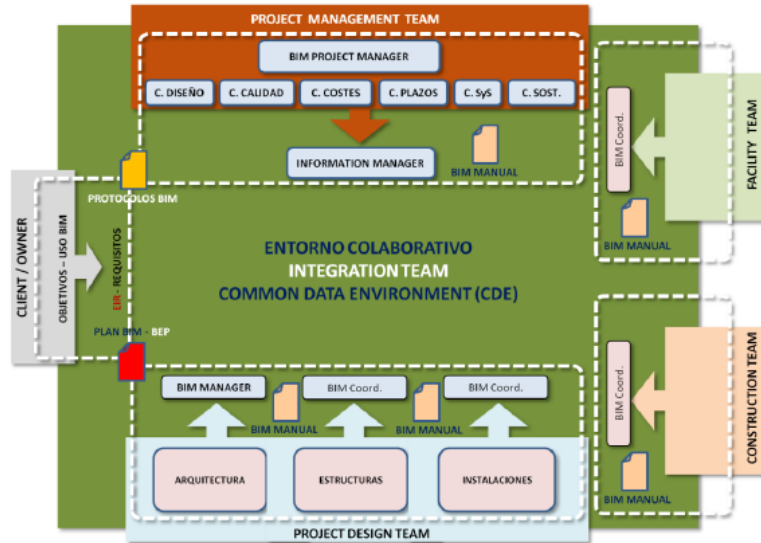 PROJECT MANAGEMENT TEAM
BIM PROJECT MANAGER
C. DISEÑO
C. CALIDAD
C. COSTES
C. PLAZOS
C. SyS
C. SOST.
INFORMATION MANAGER
BIM MANUAL
PROTOCOLOS BIM
CLIENT / OWNER
OBJETIVOS – USO BIM
EIR - REQUISITOS
PLAN BIM - BEP
ENTORNO COLABORATIVO
INTEGRATION TEAM
COMMON DATA ENVIRONMENT (CDE)
BIM Coord.
BIM MANUAL
FACILITY TEAM
BIM Coord.
BIM MANUAL
CONSTRUCTION TEAM
BIM MANAGER
BIM Coord.
BIM Coord.
BIM MANUAL
BIM MANUAL
ARQUITECTURA
ESTRUCTURAS
INSTALACIONES
PROJECT DESIGN TEAM